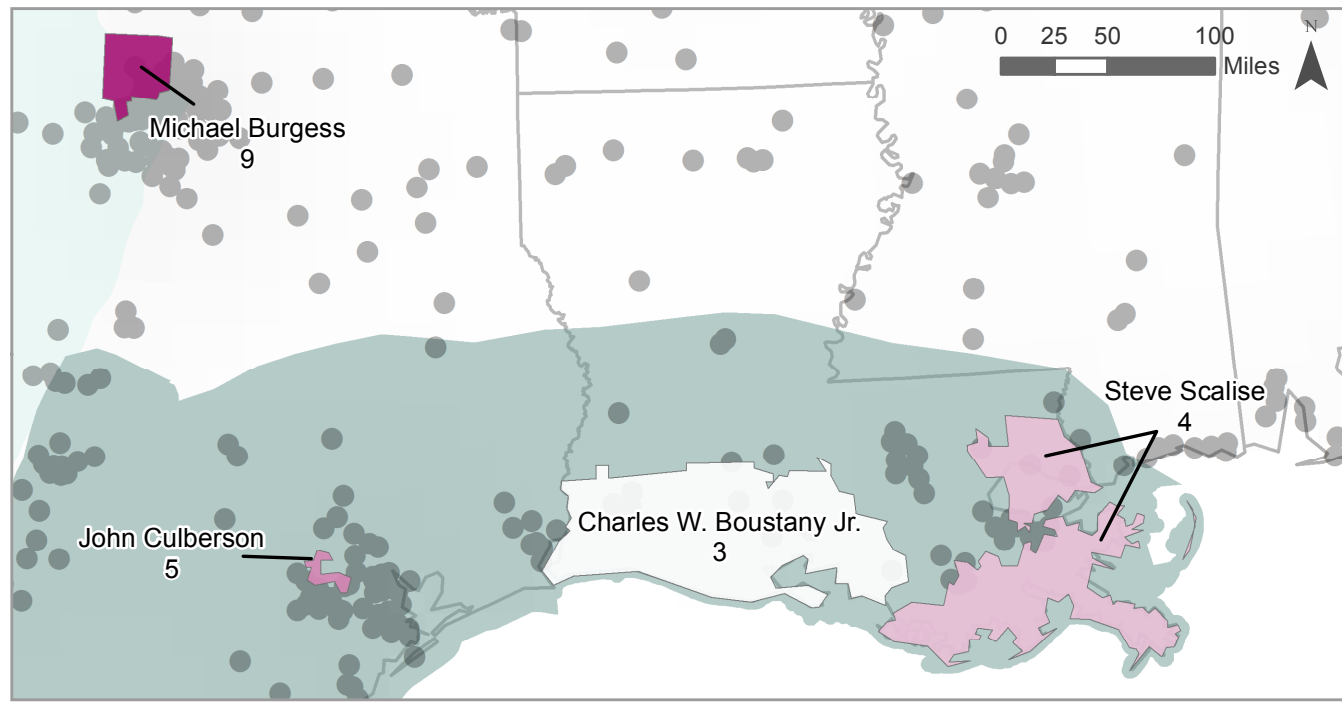 0 25 50 100
Miles
N
Michael Burgess
9
Steve Scalise
4
Charles W. Boustany Jr.
3
John Culberson
5